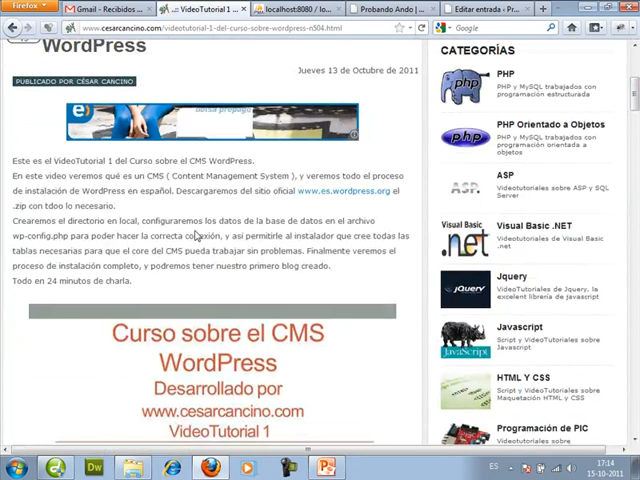 Firefox
Gmail - Recibidos
..:: VideoTutorial 1 ...
localhost:8080 / lo...
Probando Ando |
Editar entrada ‹ Pr...
www.cesarcancino.com/videotutorial-1-del-curso-sobre-wordpress-n504.html
Google
WordPress
Jueves 13 de Octubre de 2011
PUBLICADO POR CÉSAR CANCINO
Este es el VideoTutorial 1 del Curso sobre el CMS WordPress.
En este video veremos qué es un CMS ( Content Management System ), y veremos todo el proceso
de instalación de WordPress en español. Descargaremos del sitio oficial www.es.wordpress.org el
.zip con tdoo lo necesario.
Crearemos el directorio en local, configuraremos los datos de la base de datos en el archivo
wp-config.php para poder hacer la correcta conexión, y así permitirle al instalador que cree todas las
tablas necesarias para que el core del CMS pueda trabajar sin problemas. Finalmente veremos el
proceso de instalación completo, y podremos tener nuestro primero blog creado.
Todo en 24 minutos de charla.
Curso sobre el CMS
WordPress
Desarrollado por
www.cesarcancino.com
VideoTutorial 1
CATEGORÍAS
PHP
PHP y MySQL trabajados con
programación estructurada
PHP Orientado a Objetos
PHP y MySQL trabajados con
programación orientada a
objetos
ASP
Videotutoriales sobre ASP y SQL
Server
Visual Basic .NET
Videotutoriales de Visual Basic
.net
Jquery
VideoTutoriales de Jquery, la
excelente librería de javascript
Javascript
Script y VideoTutoriales sobre
Javascript
HTML Y CSS
Script y VideoTutoriales sobre
Maquetación HTML y CSS
Programación de PIC
Videotutoriales sobre
ES
17:14
15-10-2011